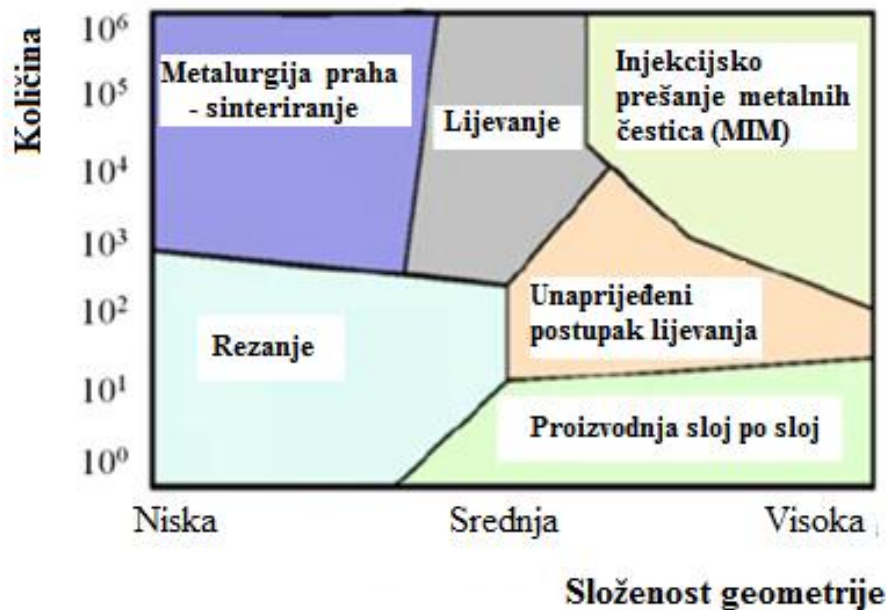 Količina
10⁶
10⁵
10⁴
10³
10²
10¹
10⁰
Metalurgija praha
- sinteriranje
Lijevanje
Injekcijsko
prešanje metalnih
čestica (MIM)
Rezanje
Unaprijeđeni
postupak lijevanja
Proizvodnja sloj po sloj
Niska Srednja Visoka
Složenost geometrije